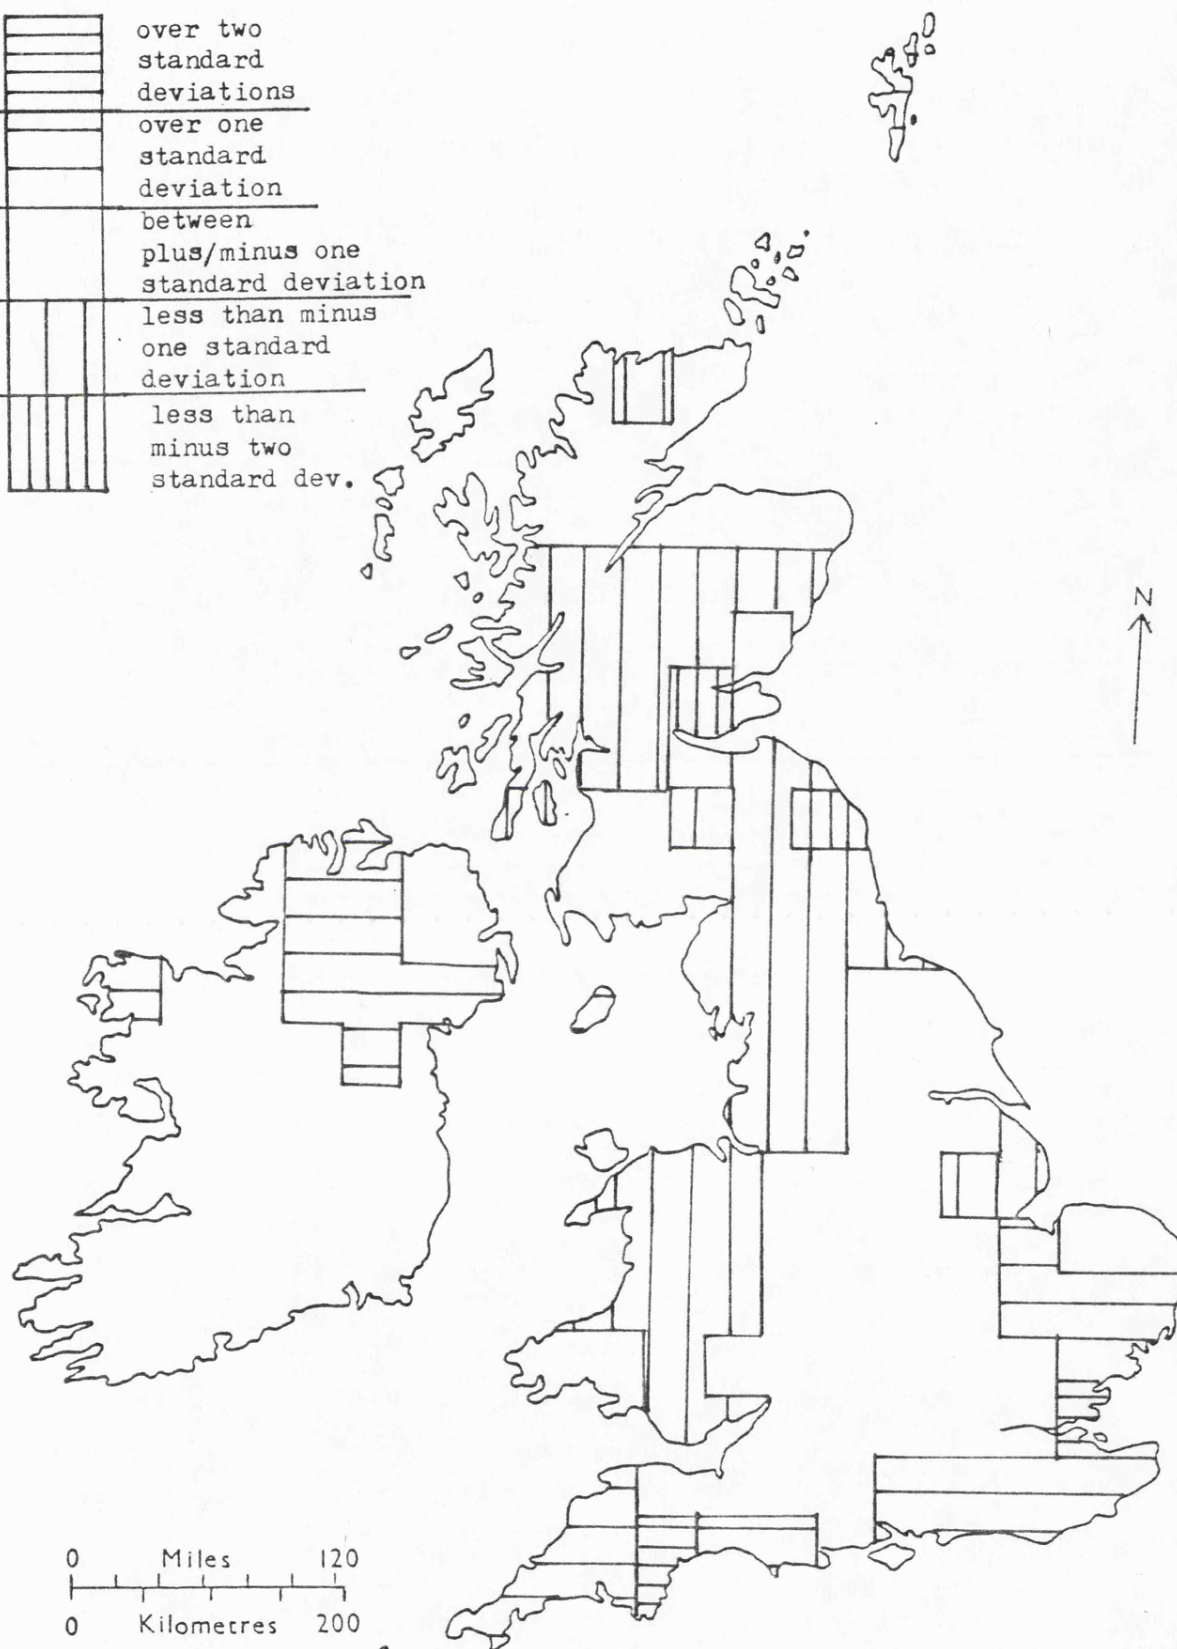 over two
standard
deviations
over one
standard
deviation
between
plus/minus one
standard deviation
less than minus
one standard
deviation
less than
minus two
standard dev.
N
0 Miles 120
0 Kilometres 200